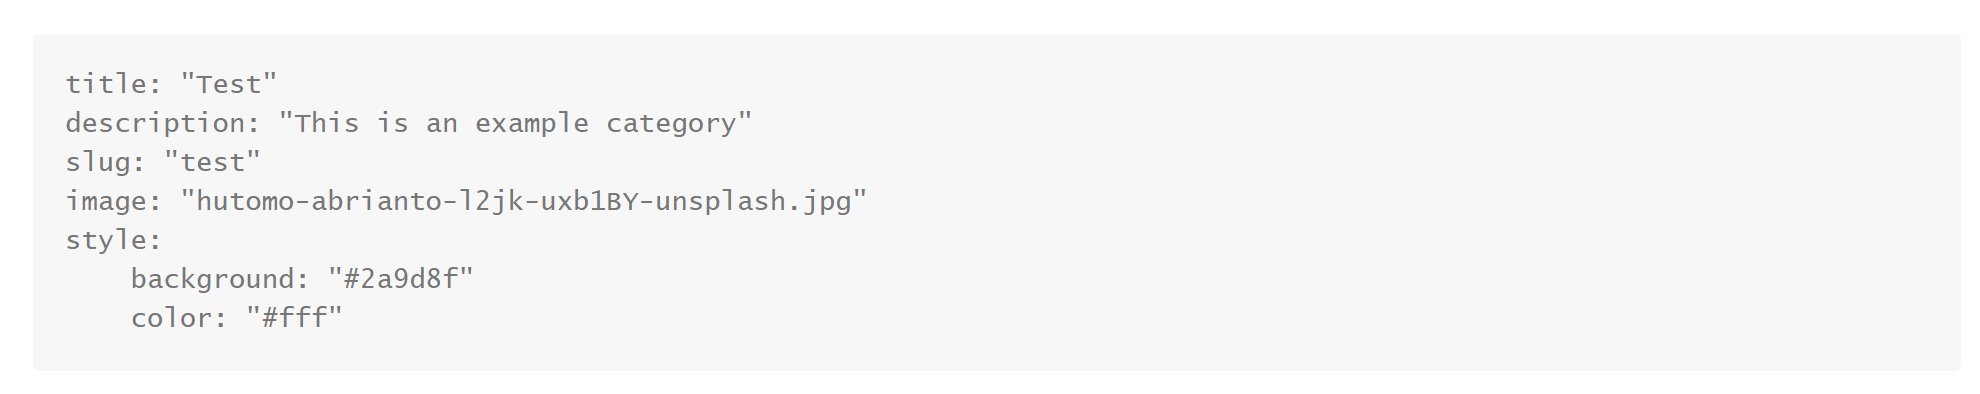 title: "Test"
description: "This is an example category"
slug: "test"
image: "hutomo-abrianto-l2jk-uxb1BY-unsplash.jpg"
style:
    background: "#2a9d8f"
    color: "#fff"